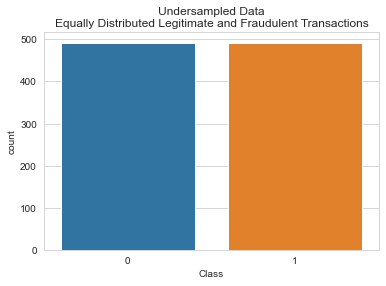 Undersampled Data
Equally Distributed Legitimate and Fraudulent Transactions
500
400
300
200
100
0
count
0 1
Class